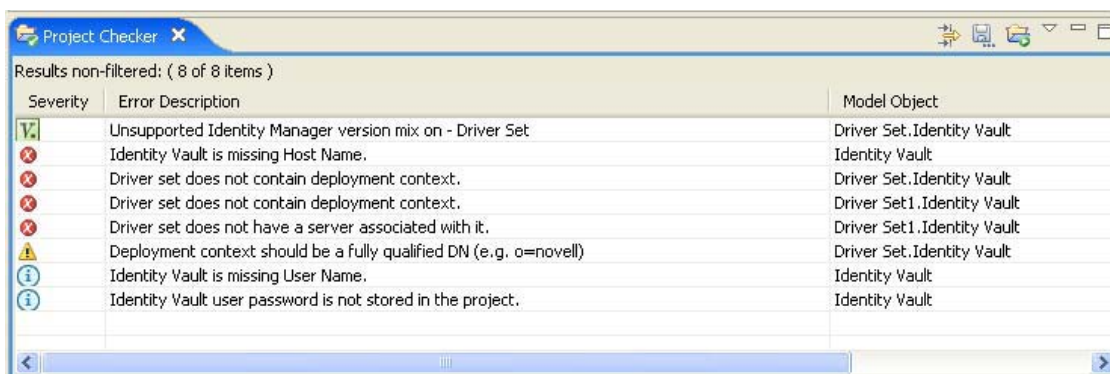 Project Checker
Results non-filtered: ( 8 of 8 items )
Severity Error Description Model Object
V. Unsupported Identity Manager version mix on - Driver Set Driver Set.Identity Vault
Identity Vault is missing Host Name. Identity Vault
Driver set does not contain deployment context. Driver Set.Identity Vault
Driver set does not contain deployment context. Driver Set1.Identity Vault
Driver set does not have a server associated with it. Driver Set1.Identity Vault
Deployment context should be a fully qualified DN (e.g. o=novell) Driver Set.Identity Vault
Identity Vault is missing User Name. Identity Vault
Identity Vault user password is not stored in the project. Identity Vault